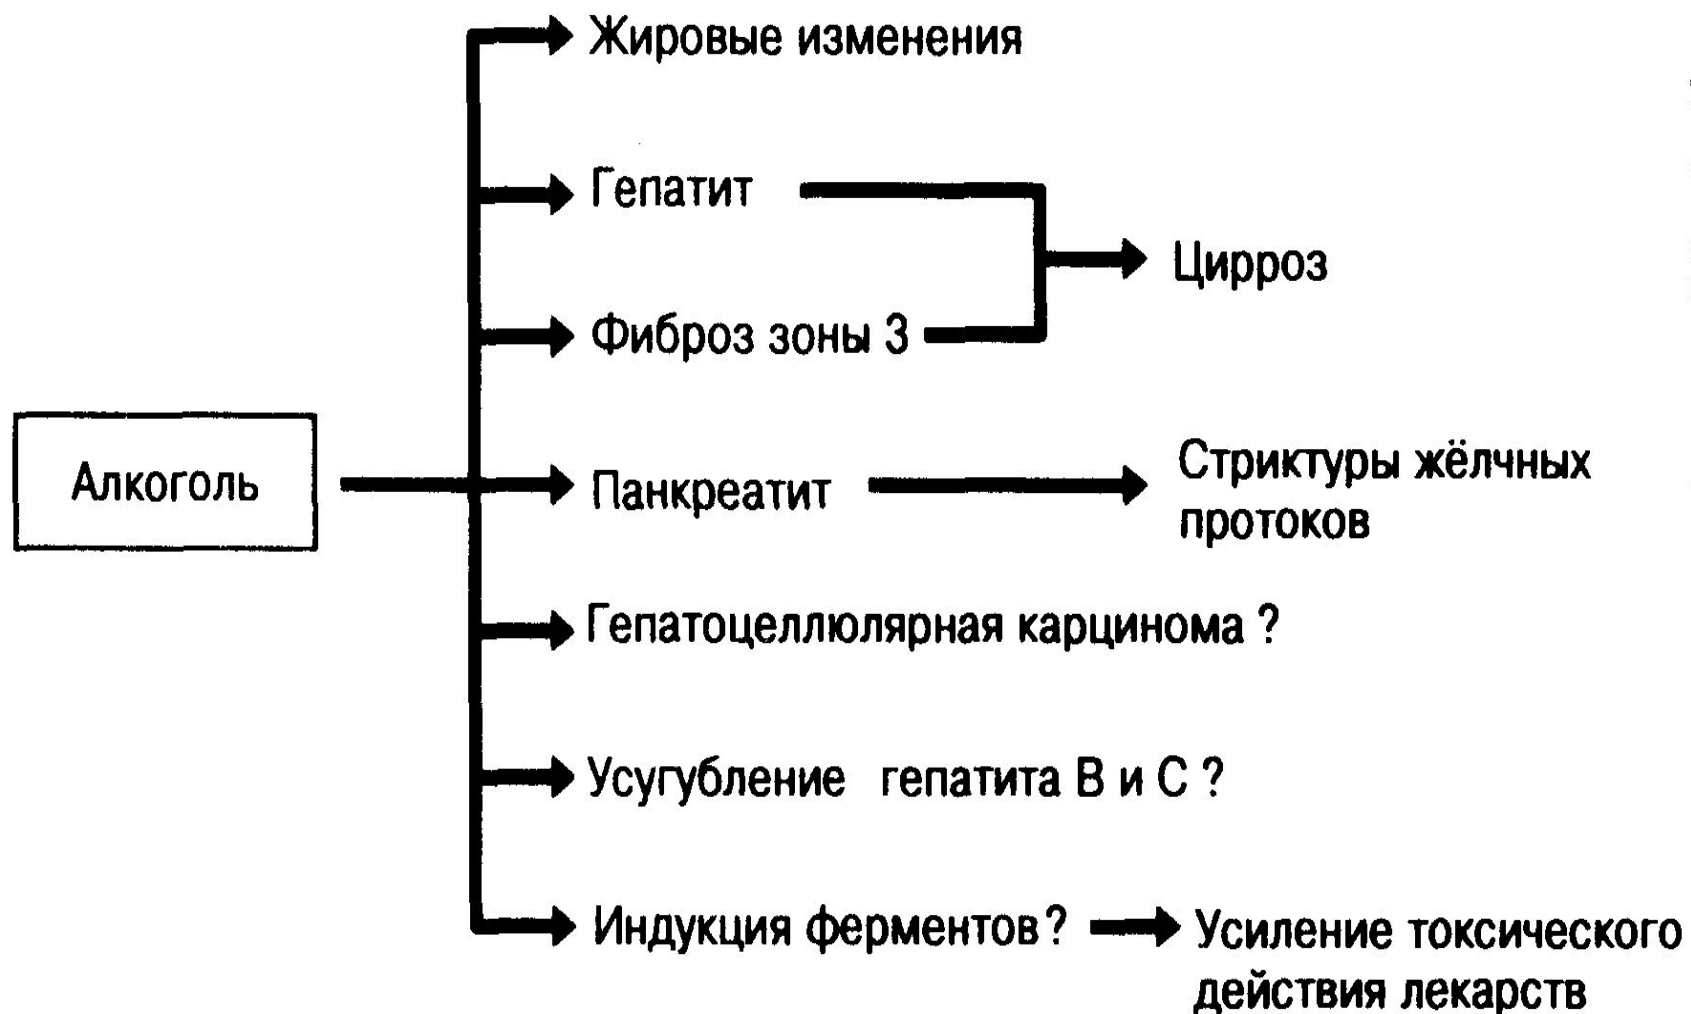 Жировые изменения
Гепатит
Цирроз
Фиброз зоны 3
Алкоголь
Панкреатит
Стриктуры жёлчных
протоков
Гепатоцеллюлярная карцинома ?
Усугубление гепатита В и С ?
Индукция ферментов ?
Усиление токсического
действия лекарств